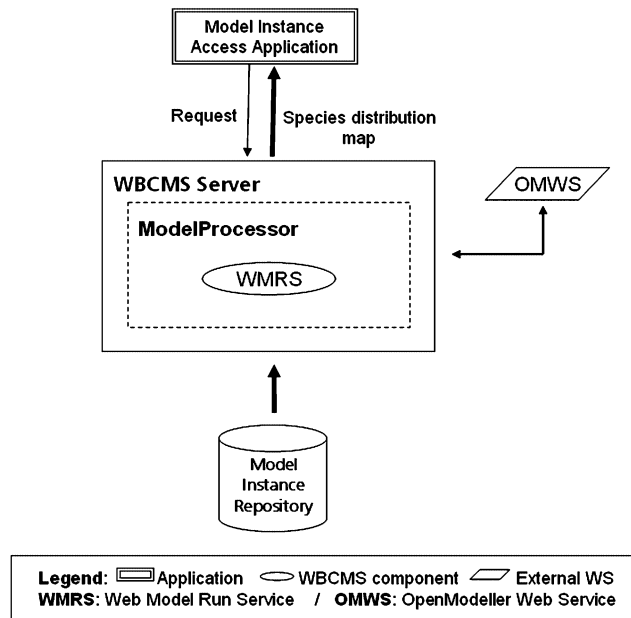 Model Instance
Access Application
Request
Species distribution
map
WBCMS Server
OMWS
ModelProcessor
WMRS
Model
Instance
Repository
Legend: Application WBCMS component External WS
WMRS: Web Model Run Service / OMWS: OpenModeller Web Service